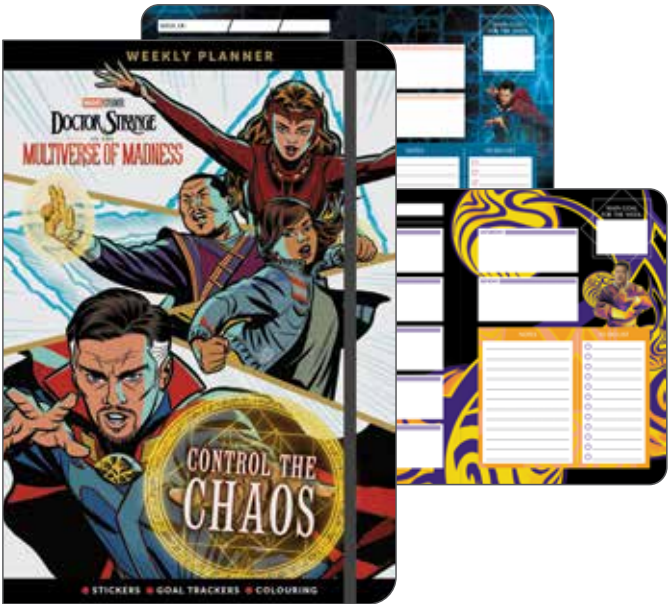 WEEKLY PLANNER
MARVEL STUDIOS
DOCTOR STRANGE
IN THE
MULTIVERSE OF MADNESS
CONTROL THE
CHAOS
STICKERS GOAL TRACKERS COLOURING
WEEK OF:
MAIN GOAL
FOR THE WEEK
NOTES
TO DO LIST
MAIN GOAL
FOR THE WEEK
NOTES
TO DO LIST